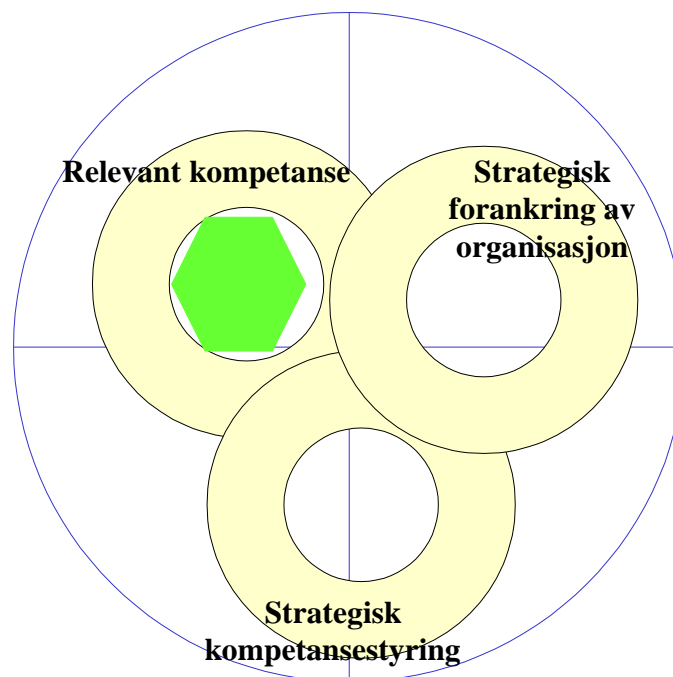 Relevant kompetanse
Strategisk
forankring av
organisasjon
Strategisk
kompetansestyring